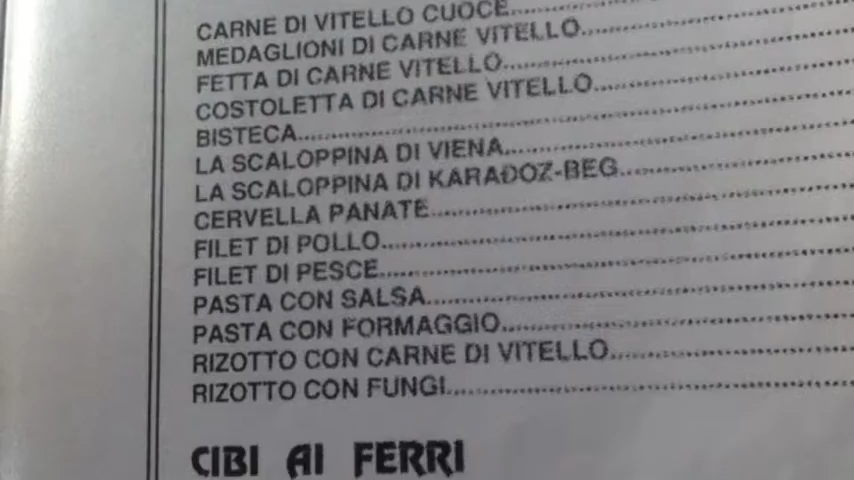 CARNE DI VITELLO CUOCE
MEDAGLIONI DI CARNE VITELLO
FETTA DI CARNE VITELLO
COSTOLETTA DI CARNE VITELLO
BISTECA
LA SCALOPPINA DI VIENA
LA SCALOPPINA DI KARAĐOZ-BEG
CERVELLA PANATE
FILET DI POLLO
FILET DI PESCE
PASTA CON SALSA
PASTA CON FORMAGGIO
RIZOTTO CON CARNE DI VITELLO
RIZOTTO CON FUNGI
CIBI AI FERRI